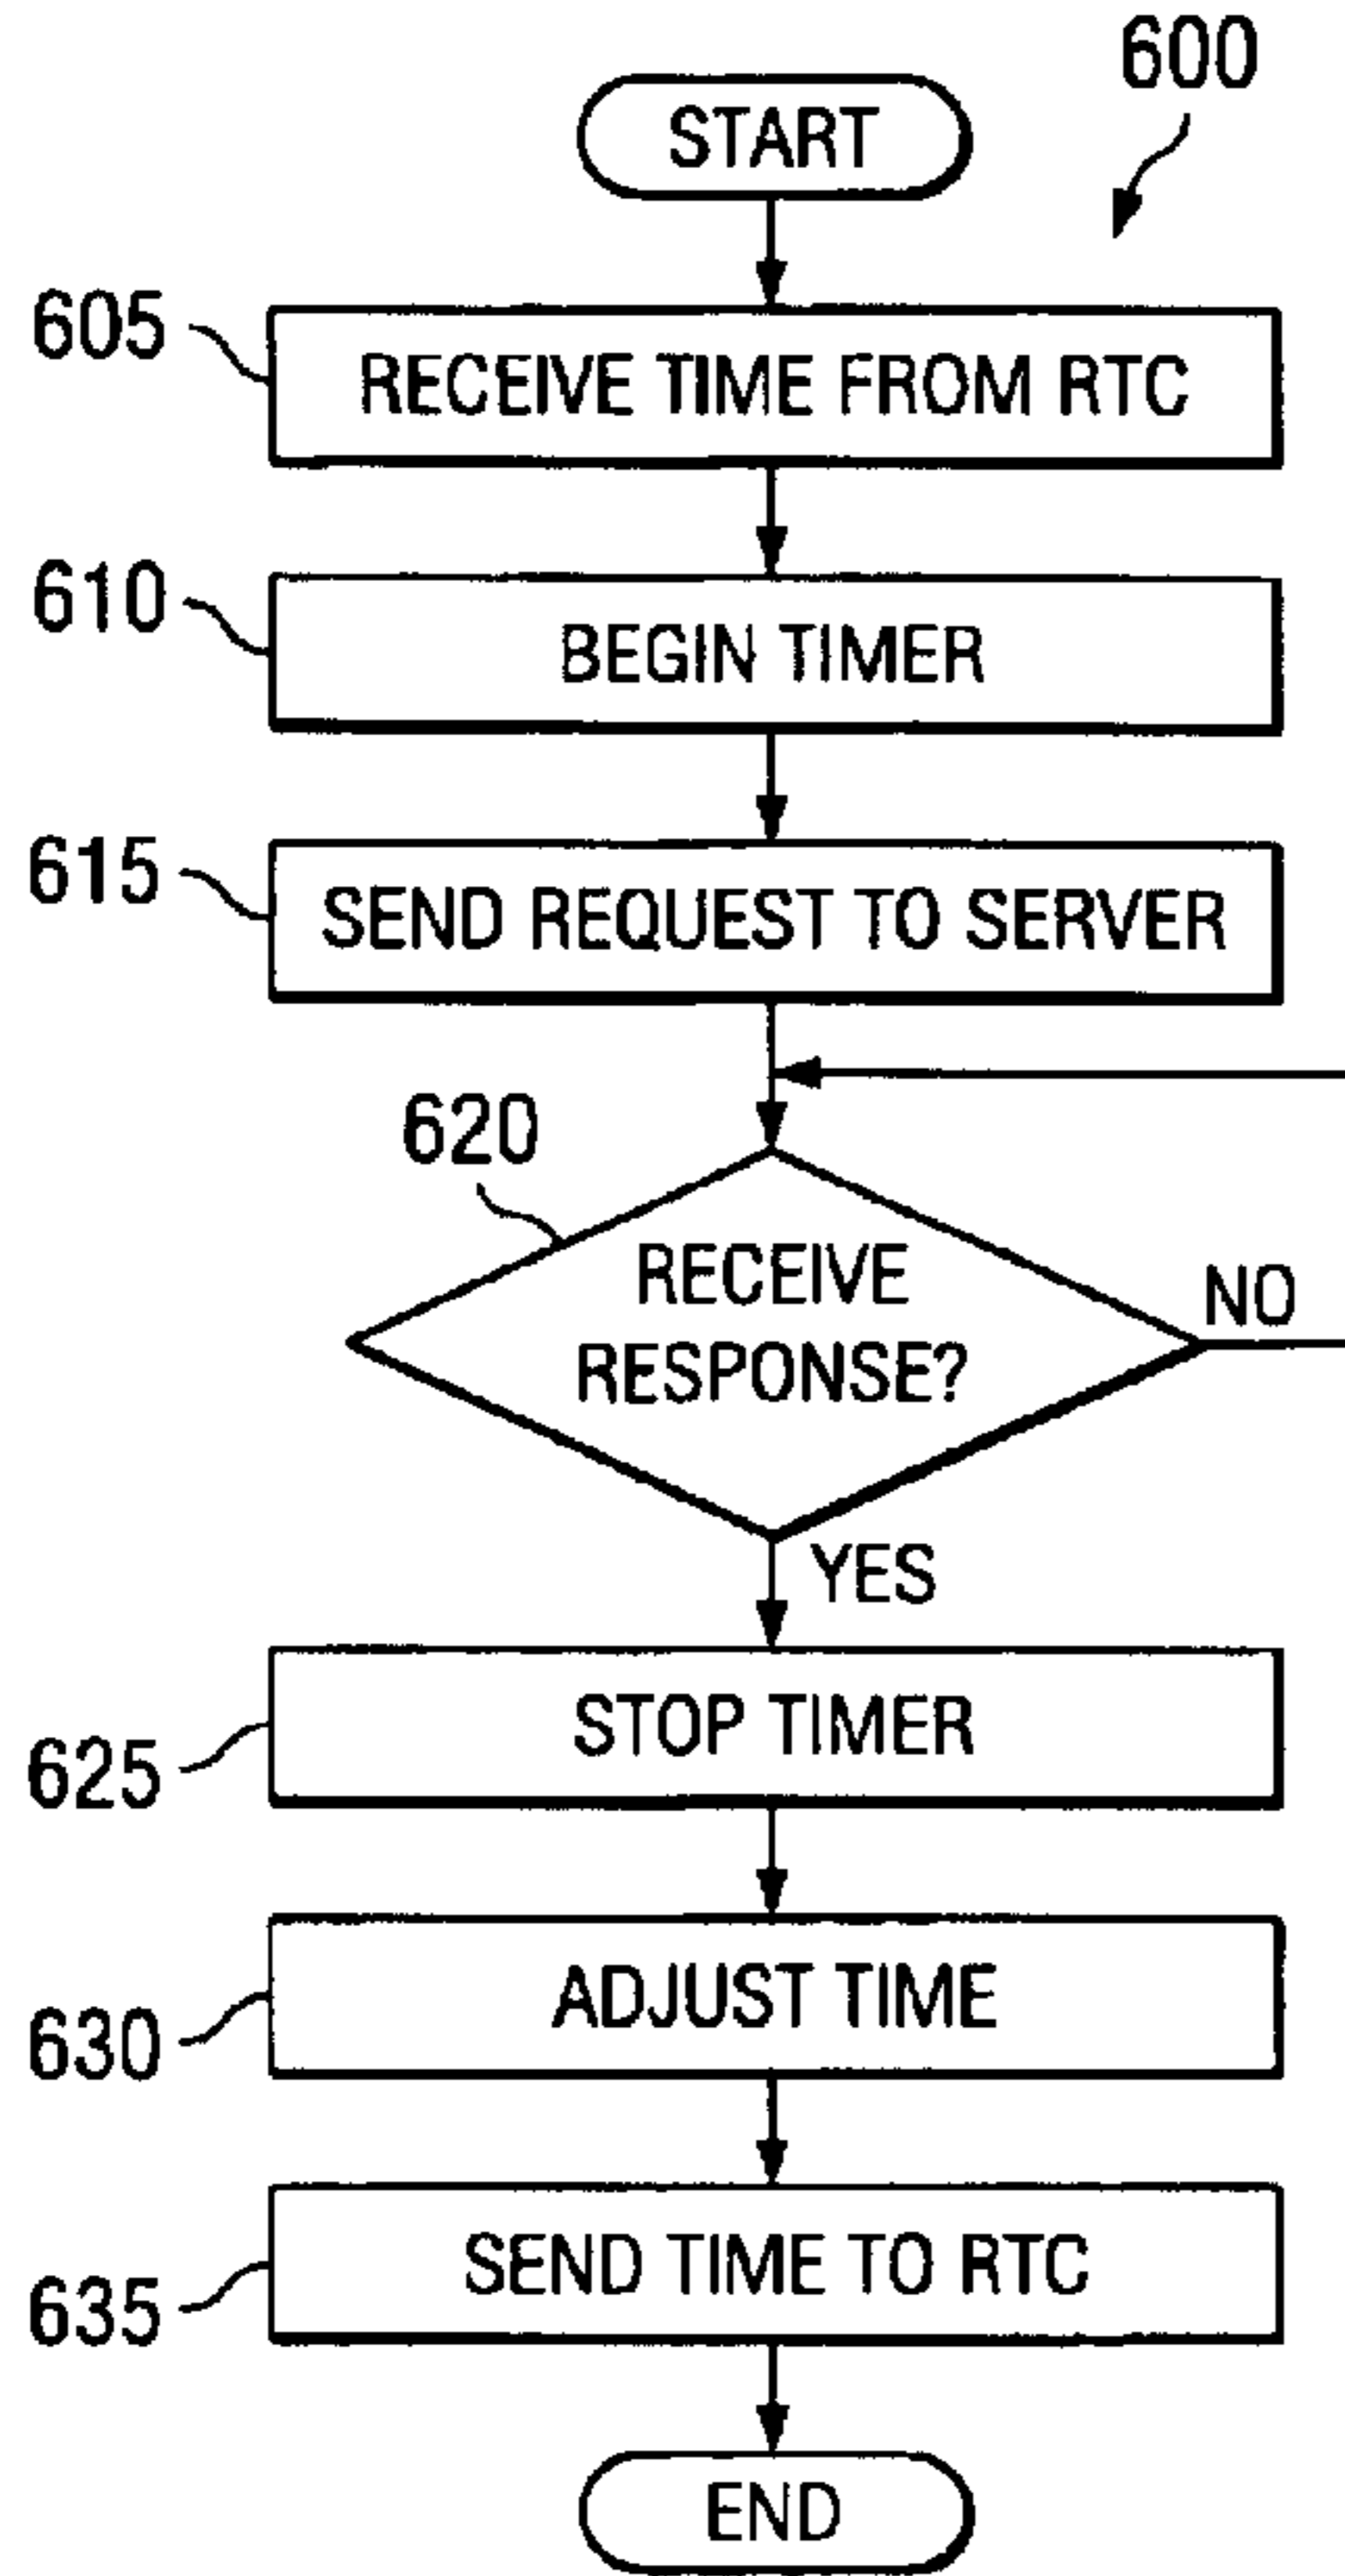 600
START
605
RECEIVE TIME FROM RTC
610
BEGIN TIMER
615
SEND REQUEST TO SERVER
620
RECEIVE
RESPONSE?
NO
YES
STOP TIMER
625
ADJUST TIME
630
SEND TIME TO RTC
635
END